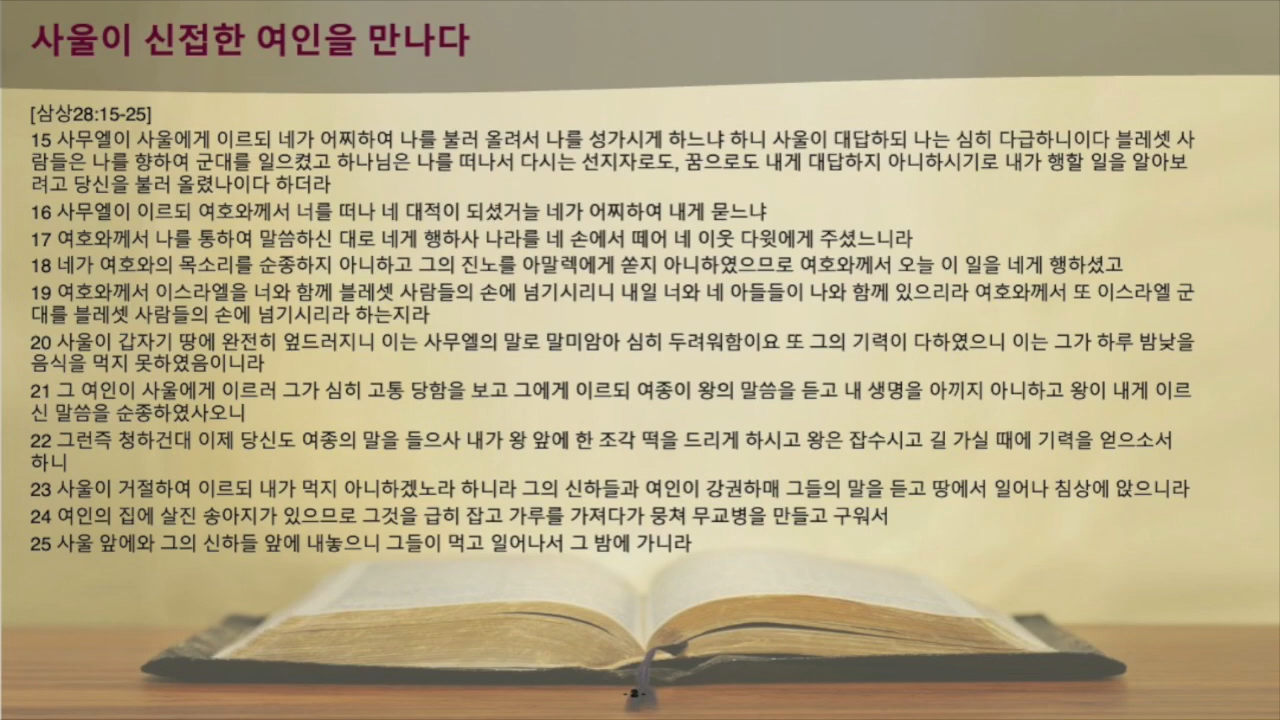 사울이 신접한 여인을 만나다
[삼상28:15-25]
15 사무엘이 사울에게 이르되 네가 어찌하여 나를 불러 올려서 나를 성가시게 하느냐 하니 사울이 대답하되 나는 심히 다급하니이다 블레셋 사
람들은 나를 향하여 군대를 일으켰고 하나님은 나를 떠나서 다시는 선지자로도, 꿈으로도 내게 대답하지 아니하시기로 내가 행할 일을 알아보
려고 당신을 불러 올렸나이다 하더라
16 사무엘이 이르되 여호와께서 너를 떠나 네 대적이 되셨거늘 네가 어찌하여 내게 묻느냐
17 여호와께서 나를 통하여 말씀하신 대로 네게 행하사 나라를 네 손에서 떼어 네 이웃 다윗에게 주셨느니라
18 네가 여호와의 목소리를 순종하지 아니하고 그의 진노를 아말렉에게 쏟지 아니하였으므로 여호와께서 오늘 이 일을 네게 행하셨고
19 여호와께서 이스라엘을 너와 함께 블레셋 사람들의 손에 넘기시리니 내일 너와 네 아들들이 나와 함께 있으리라 여호와께서 또 이스라엘 군
대를 블레셋 사람들의 손에 넘기시리라 하는지라
20 사울이 갑자기 땅에 완전히 엎드러지니 이는 사무엘의 말로 말미암아 심히 두려워함이요 또 그의 기력이 다하였으니 이는 그가 하루 밤낮을
음식을 먹지 못하였음이니라
21 그 여인이 사울에게 이르러 그가 심히 고통 당함을 보고 그에게 이르되 여종이 왕의 말씀을 듣고 내 생명을 아끼지 아니하고 왕이 내게 이르
신 말씀을 순종하였사오니
22 그런즉 청하건대 이제 당신도 여종의 말을 들으사 내가 왕 앞에 한 조각 떡을 드리게 하시고 왕은 잡수시고 길 가실 때에 기력을 얻으소서
하니
23 사울이 거절하여 이르되 내가 먹지 아니하겠노라 하니라 그의 신하들과 여인이 강권하매 그들의 말을 듣고 땅에서 일어나 침상에 앉으니라
24 여인의 집에 살진 송아지가 있으므로 그것을 급히 잡고 가루를 가져다가 뭉쳐 무교병을 만들고 구워서
25 사울 앞에와 그의 신하들 앞에 내놓으니 그들이 먹고 일어나서 그 밤에 가니라